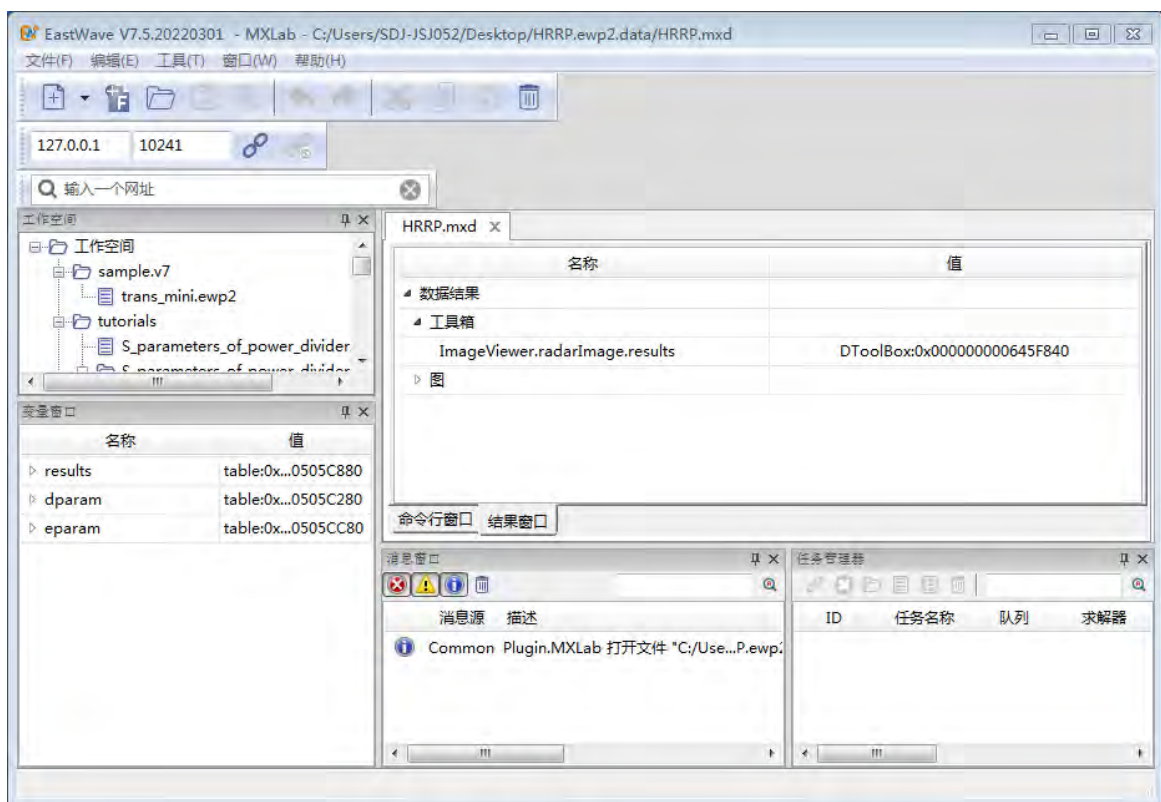 EastWave V7.5.20220301 - MXLab - C:/Users/SDJ-JSJ052/Desktop/HRRP.ewp2.data/HRRP.mxd
文件(F) 编辑(E) 工具(T) 窗口(W) 帮助(H)
127.0.0.1 10241
输入一个网址
工作空间
工作空间
sample.v7
trans_mini.ewp2
tutorials
S_parameters_of_power_divider
S_parameters_of_power_divider
变量窗口
名称 值
results table:0x...0505C880
dparam table:0x...0505C280
eparam table:0x...0505CC80
HRRP.mxd
名称 值
数据结果
工具箱
ImageViewer.radarImage.results DToolBox:0x000000000645F840
图
命令行窗口 结果窗口
消息窗口
消息源 描述
Common Plugin.MXLab 打开文件 "C:/Use...P.ewp2
任务管理器
ID 任务名称 队列 求解器